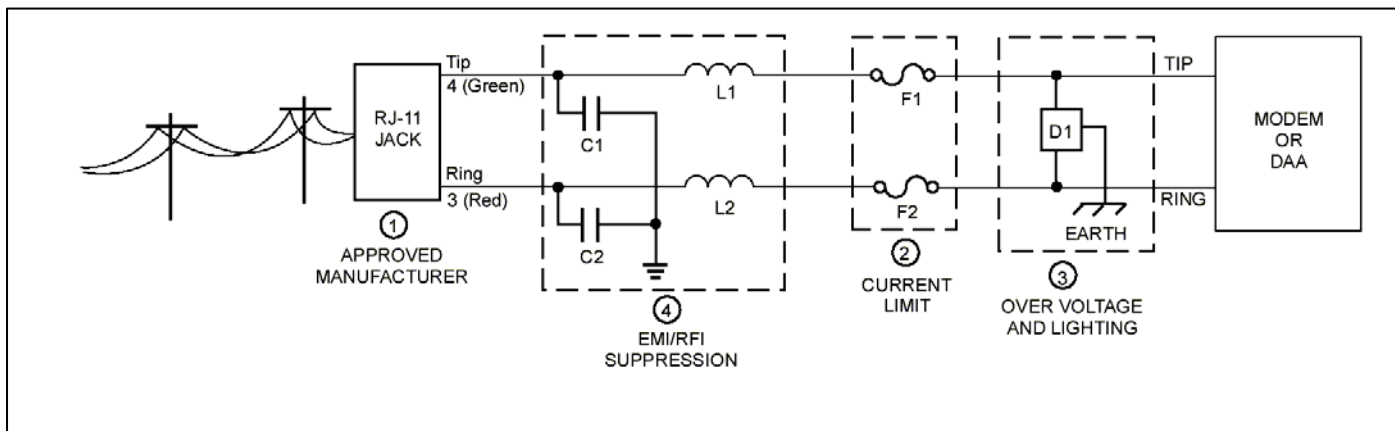 Tip
4 (Green)
RJ-11
JACK
Ring
3 (Red)
1
APPROVED
MANUFACTURER
L1
C1
L2
C2
4
EMI/RFI
SUPPRESSION
F1
F2
2
CURRENT
LIMIT
D1
EARTH
3
OVER VOLTAGE
AND LIGHTING
TIP
RING
MODEM
OR
DAA